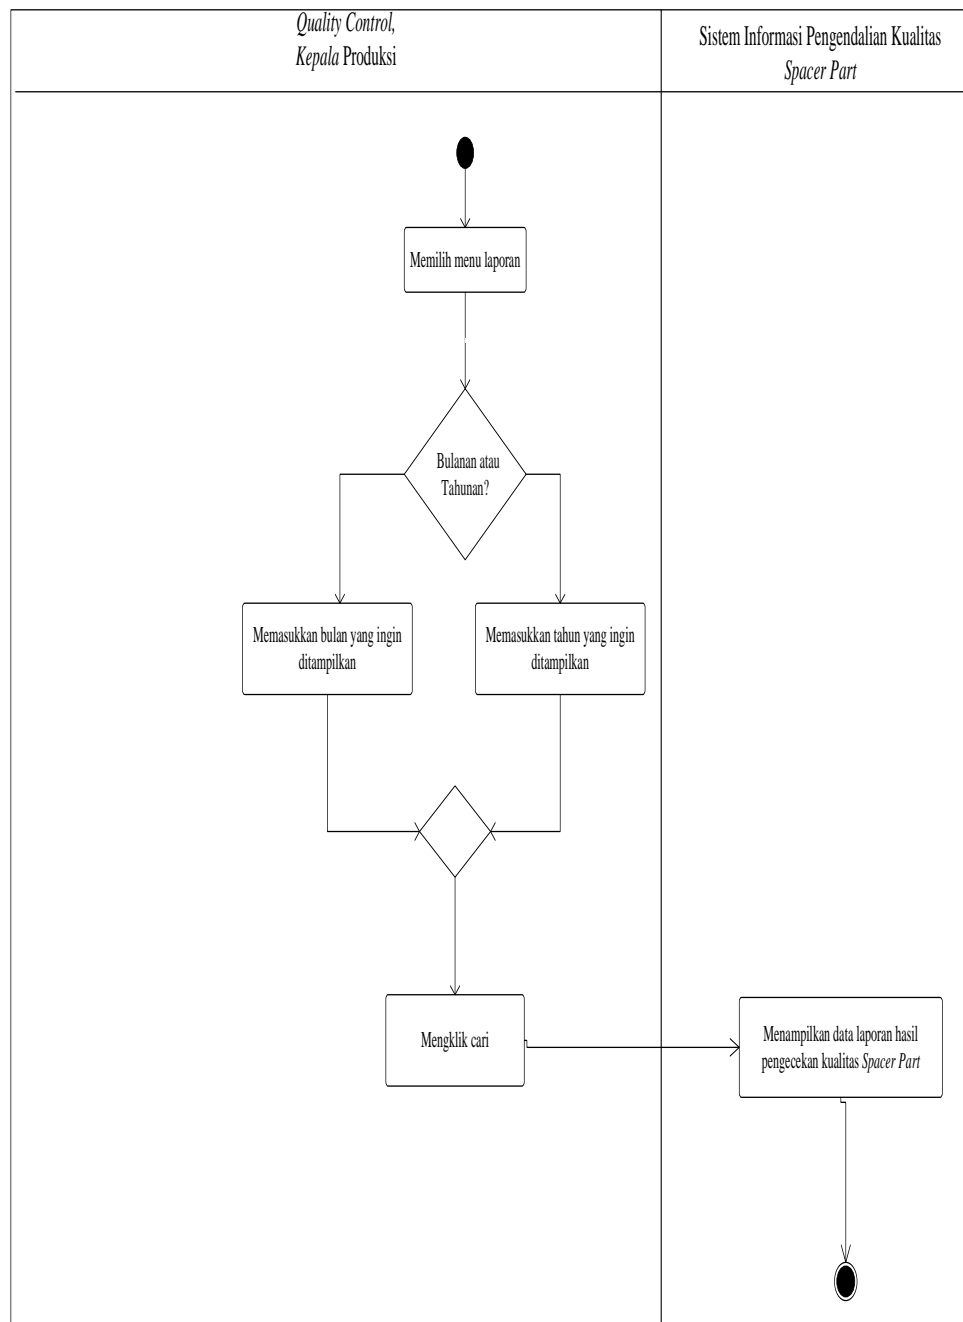 Quality Control,
Kepala Produksi
Sistem Informasi Pengendalian Kualitas
Spacer Part
Memilih menu laporan
Bulanan atau
Tahunan?
Memasukkan bulan yang ingin
ditampilkan
Memasukkan tahun yang ingin
ditampilkan
Mengklik cari
Menampilkan data laporan hasil
pengecekan kualitas Spacer Part